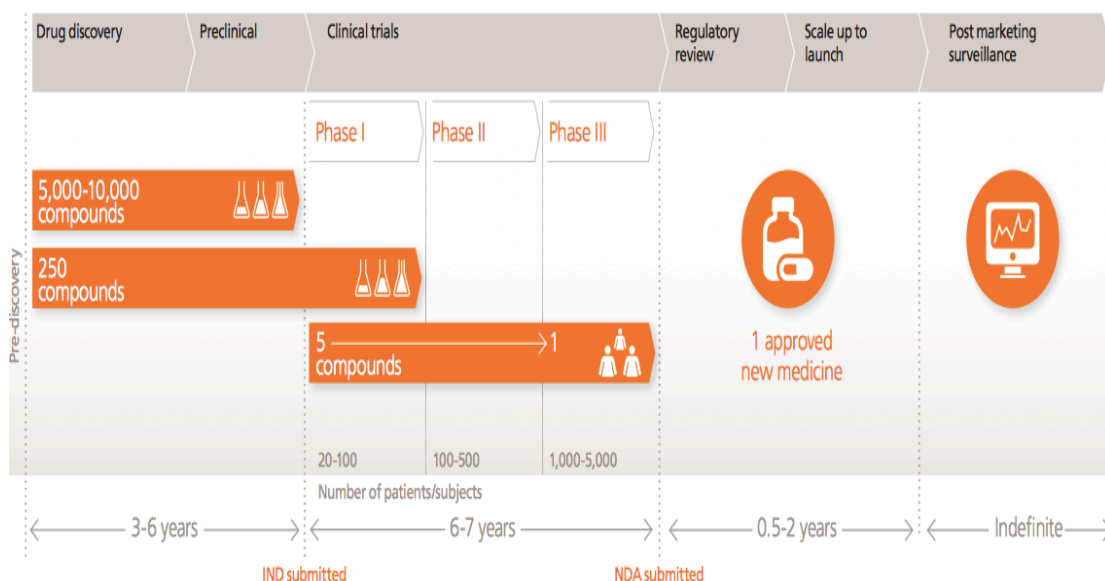 Drug discovery
Preclinical
Clinical trials
Regulatory
review
Scale up to
launch
Post marketing
surveillance
Phase I
Phase II
Phase III
Pre-discovery
5,000-10,000
compounds
250
compounds
5
1
compounds
1 approved
new medicine
20-100
100-500
1,000-5,000
Number of patients/subjects
3-6 years
6-7 years
0.5-2 years
Indefinite
IND submitted
NDA submitted